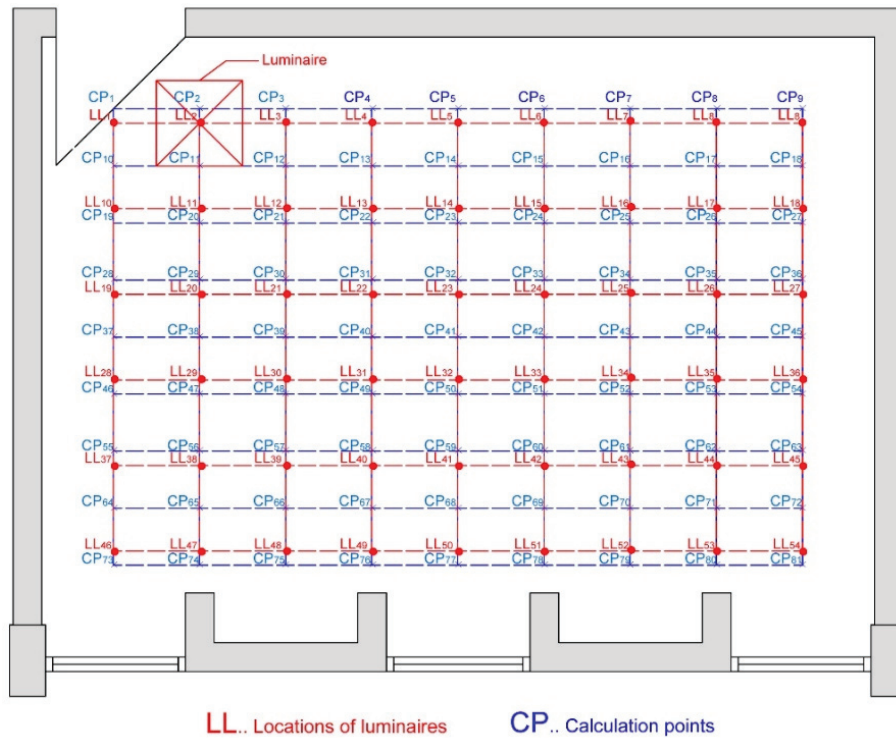 Luminaire
CP1 CP2 CP3 CP4 CP5 CP6 CP7 CP8 CP9
LL1 LL2 LL3 LL4 LL5 LL6 LL7 LL8 LL8
CP10 CP11 CP12 CP13 CP14 CP15 CP16 CP17 CP18
LL10 LL11 LL12 LL13 LL14 LL15 LL16 LL17 LL18
CP19 CP20 CP21 CP22 CP23 CP24 CP25 CP26 CP27
CP28 CP29 CP30 CP31 CP32 CP33 CP34 CP35 CP36
LL19 LL20 LL21 LL22 LL23 LL24 LL25 LL26 LL27
CP37 CP38 CP39 CP40 CP41 CP42 CP43 CP44 CP45
LL28 LL29 LL30 LL31 LL32 LL33 LL34 LL35 LL36
CP46 CP47 CP48 CP49 CP50 CP51 CP52 CP53 CP54
CP55 CP56 CP57 CP58 CP59 CP60 CP61 CP62 CP63
LL37 LL38 LL39 LL40 LL41 LL42 LL43 LL44 LL45
CP64 CP65 CP66 CP67 CP68 CP69 CP70 CP71 CP72
LL46 LL47 LL48 LL49 LL50 LL51 LL52 LL53 LL54
CP73 CP74 CP75 CP76 CP77 CP78 CP79 CP80 CP81
LL.. Locations of luminaires CP.. Calculation points